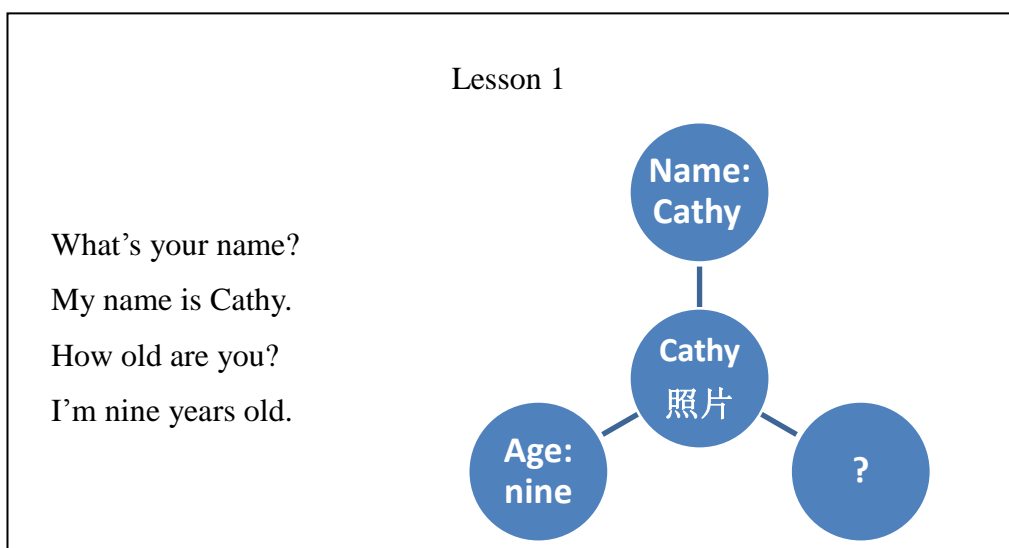 Lesson 1
What’s your name?
My name is Cathy.
How old are you?
I’m nine years old.
Name:
Cathy
Cathy
照片
Age:
nine
?